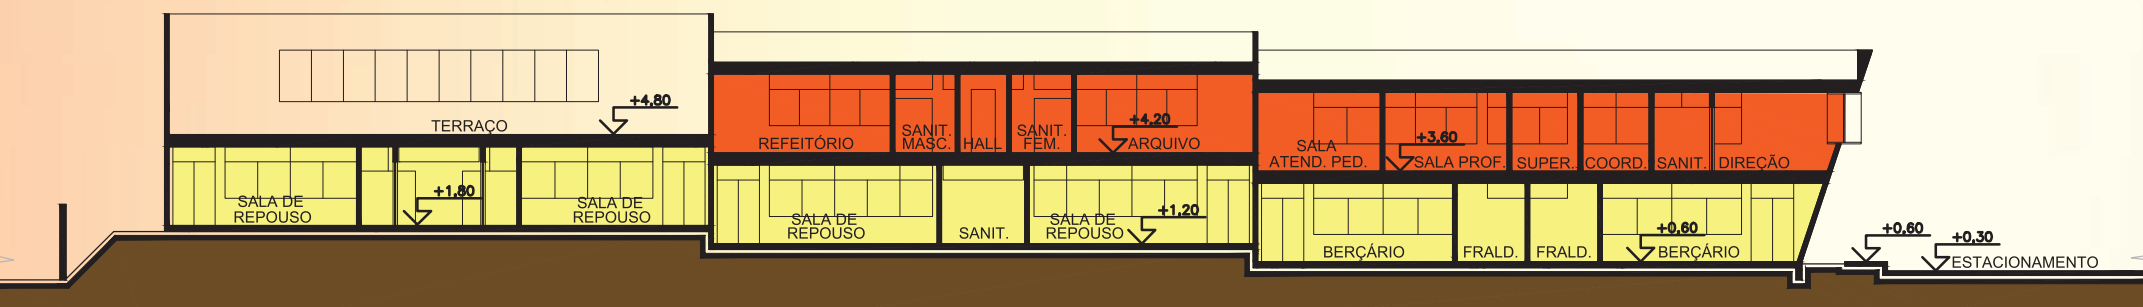 +4,80
TERRAÇO
+4,20
REFEITÓRIO
SANIT.
MASC.
HALL
SANIT.
FEM.
ARQUIVO
+3,60
SALA
ATEND. PED.
SALA PROF.
SUPER.
COORD.
SANIT.
DIREÇÃO
SALA DE
REPOUSO
+1,80
SALA DE
REPOUSO
SALA DE
REPOUSO
SANIT.
SALA DE
REPOUSO
+1,20
BERÇÁRIO
FRALD.
FRALD.
+0,60
BERÇÁRIO
+0,60
+0,30
ESTACIONAMENTO